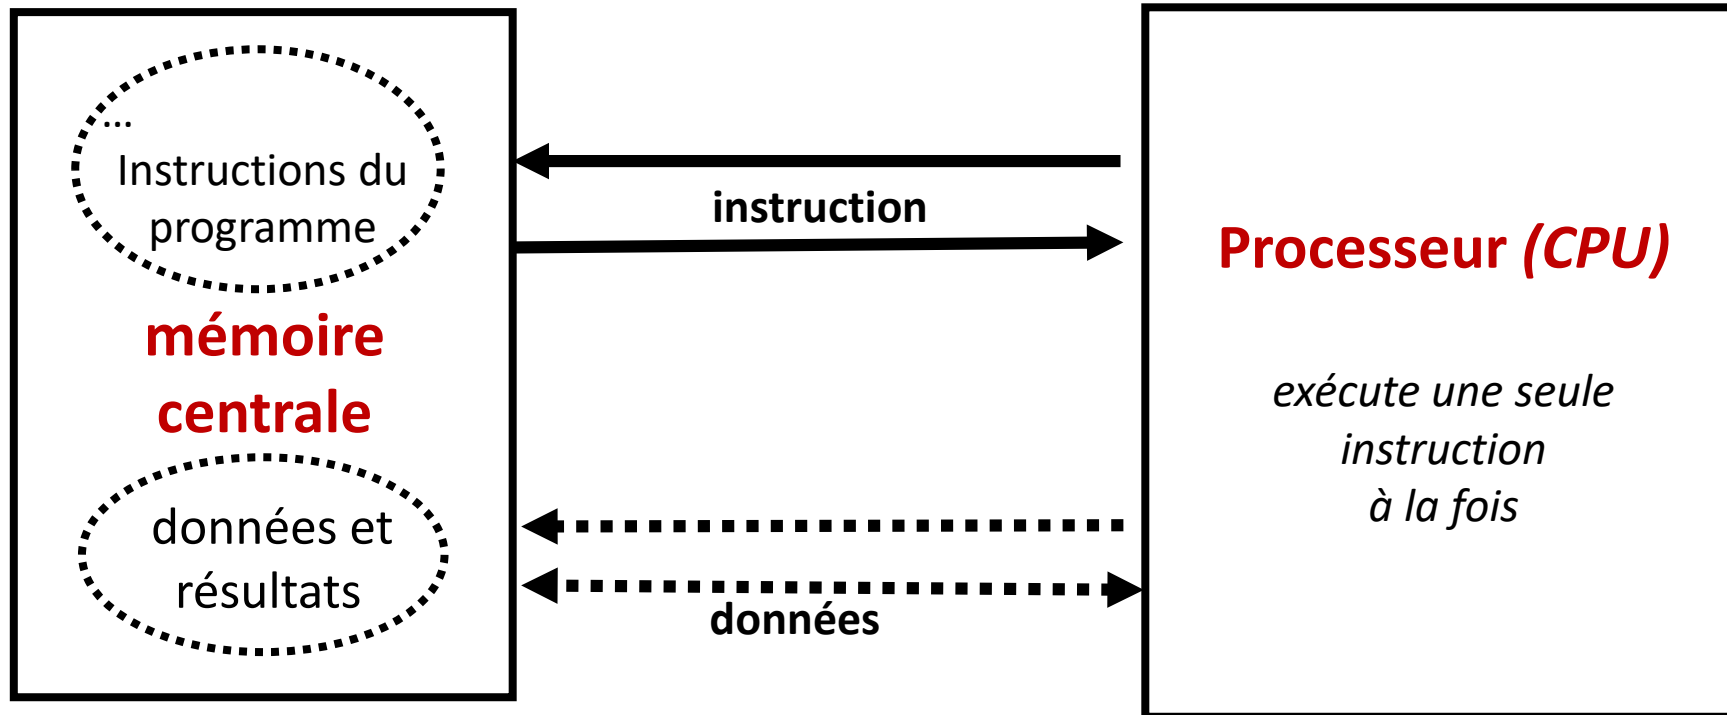 ...
Instructions du
programme
mémoire
centrale
données et
résultats
instruction
données
Processeur (CPU)
exécute une seule
instruction
à la fois